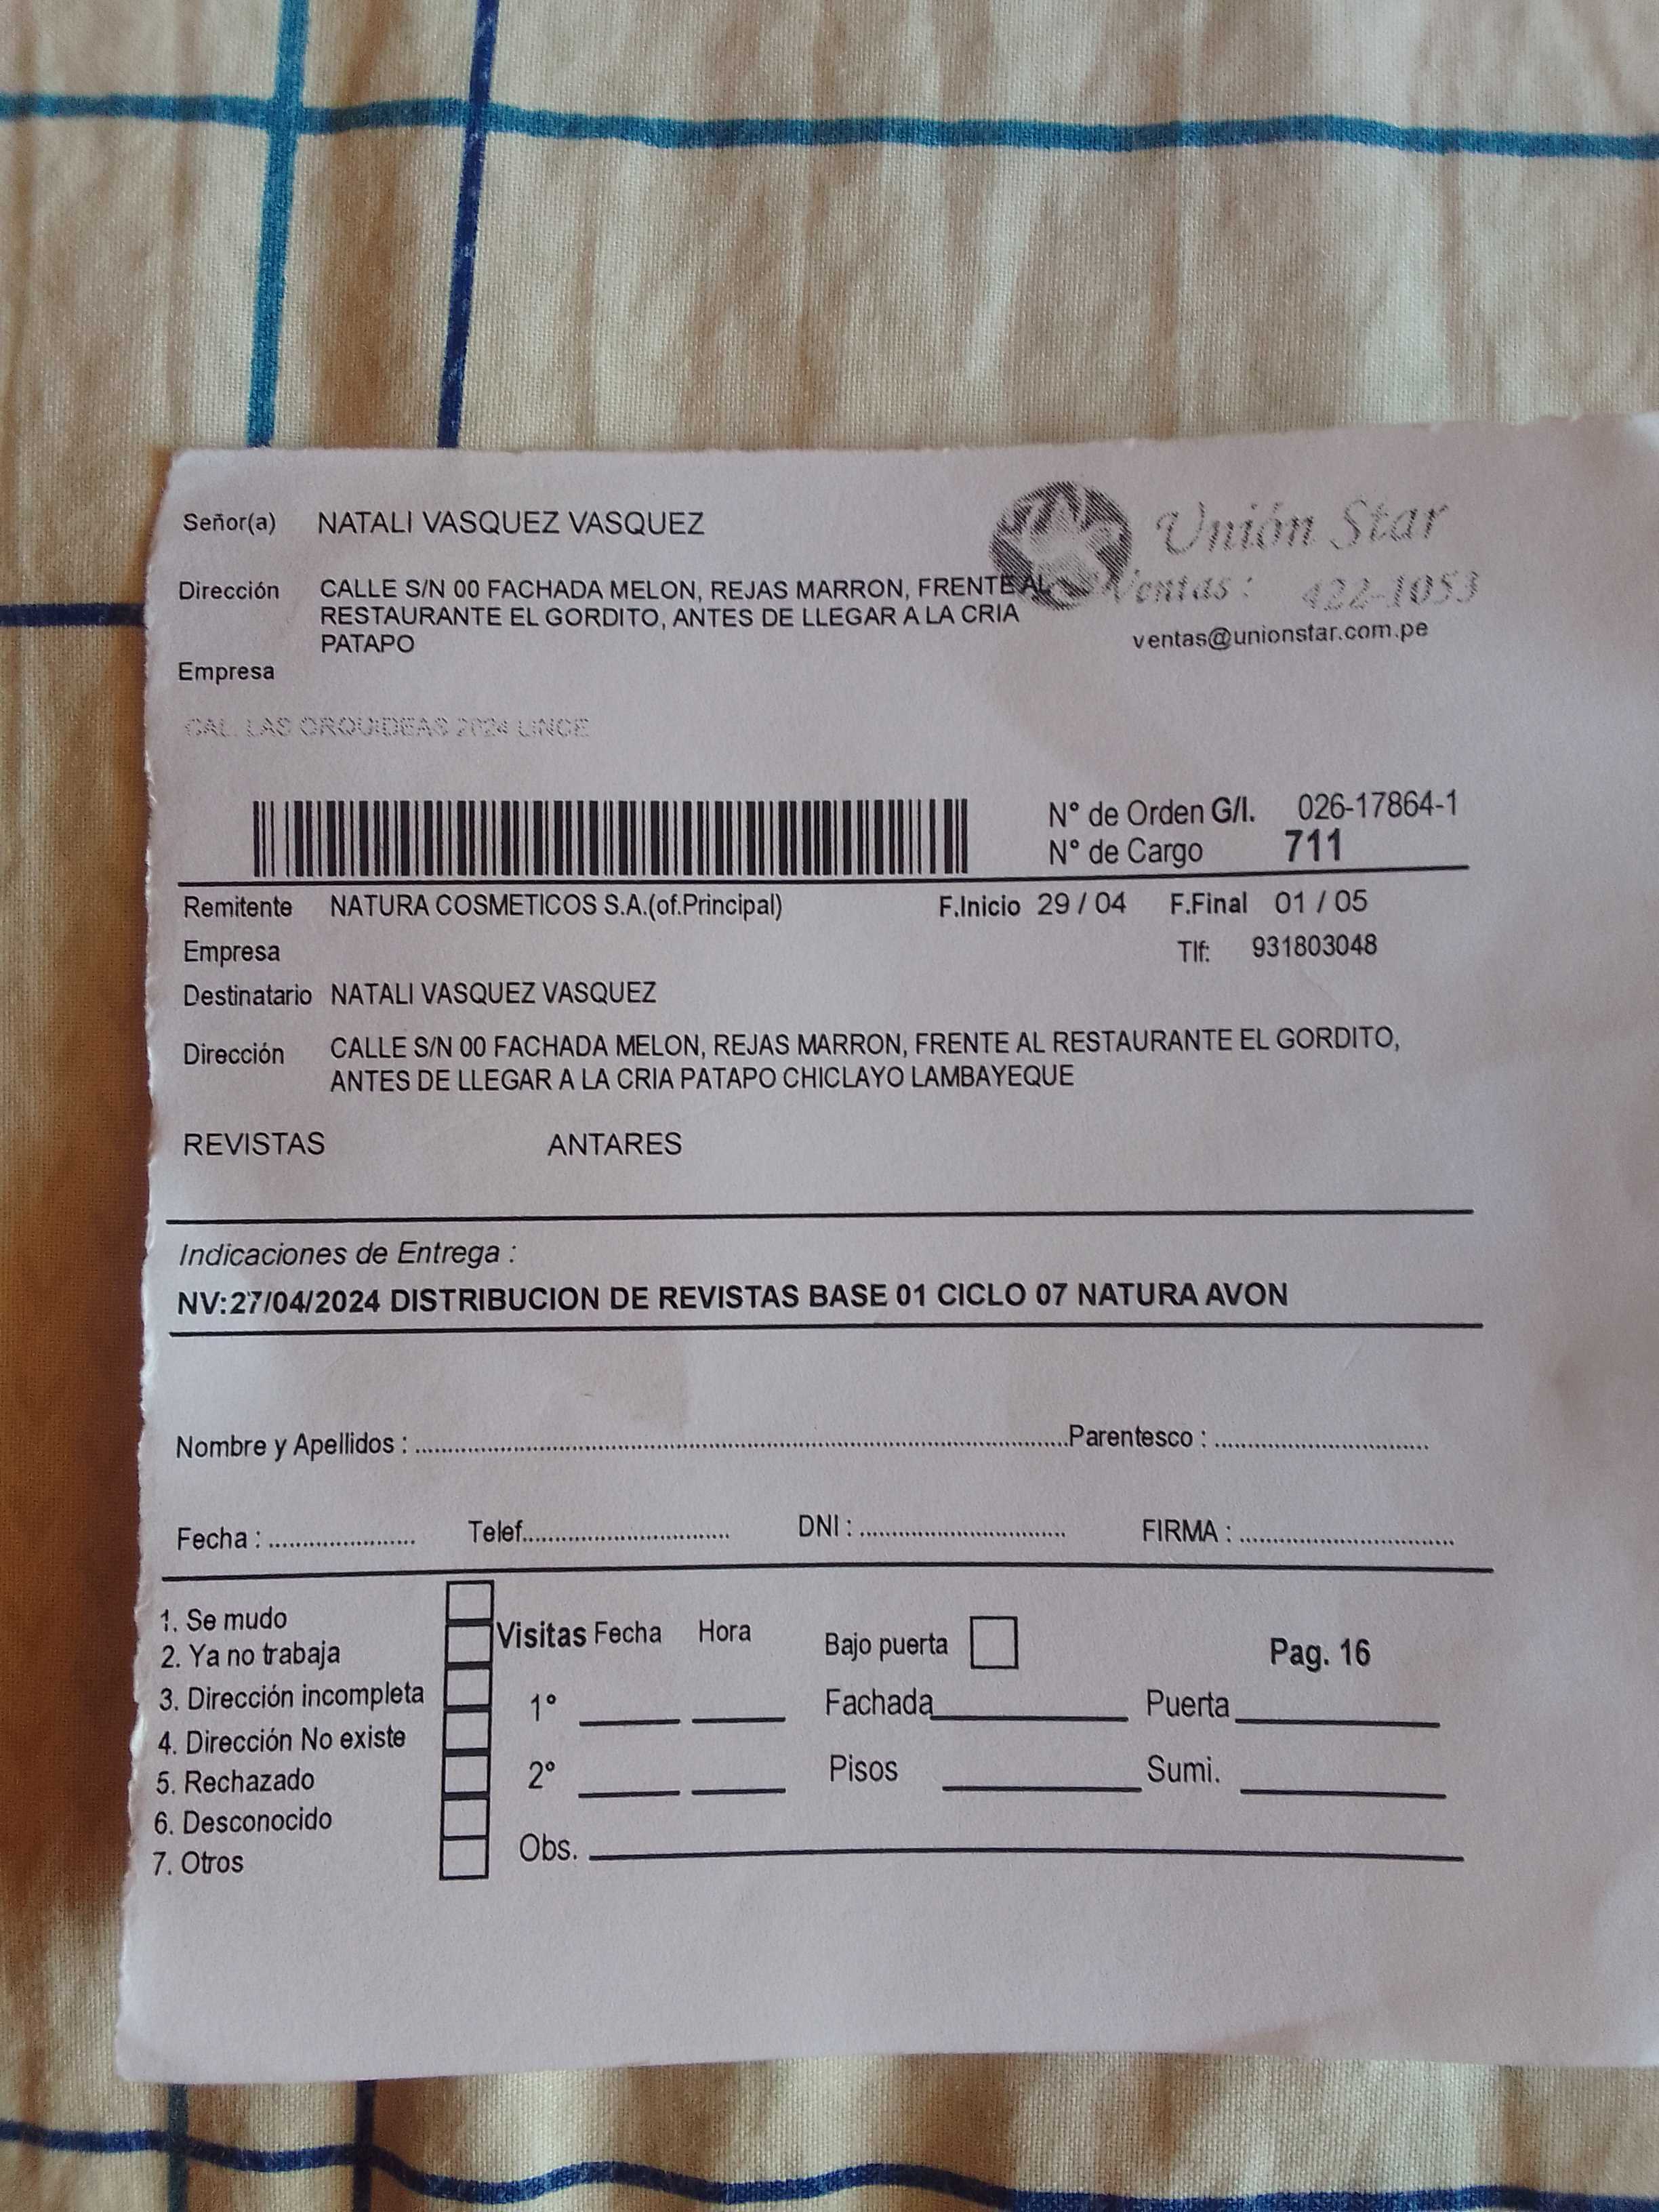 Señor(a) NATALI VASQUEZ VASQUEZ
Unión Star
Dirección CALLE S/N 00 FACHADA MELON, REJAS MARRON, FRENTE AL
RESTAURANTE EL GORDITO, ANTES DE LLEGAR A LA CRIA
PATAPO
Ventas: 422-1053
ventas@unionstar.com.pe
Empresa
CAL. LAS ORQUIDEAS 2024 LINCE
N° de Orden G/I. 026-17864-1
N° de Cargo 711
Remitente NATURA COSMETICOS S.A.(of.Principal) F.Inicio 29 / 04 F.Final 01 / 05
Empresa Tlf: 931803048
Destinatario NATALI VASQUEZ VASQUEZ
Dirección CALLE S/N 00 FACHADA MELON, REJAS MARRON, FRENTE AL RESTAURANTE EL GORDITO,
ANTES DE LLEGAR A LA CRIA PATAPO CHICLAYO LAMBAYEQUE
REVISTAS ANTARES
Indicaciones de Entrega :
NV:27/04/2024 DISTRIBUCION DE REVISTAS BASE 01 CICLO 07 NATURA AVON
Nombre y Apellidos : Parentesco :
Fecha : Telef. DNI : FIRMA :
1. Se mudo
2. Ya no trabaja
3. Dirección incompleta
4. Dirección No existe
5. Rechazado
6. Desconocido
7. Otros
Visitas Fecha Hora
1°
2°
Obs.
Bajo puerta
Pag. 16
Fachada Puerta
Pisos Sumi.